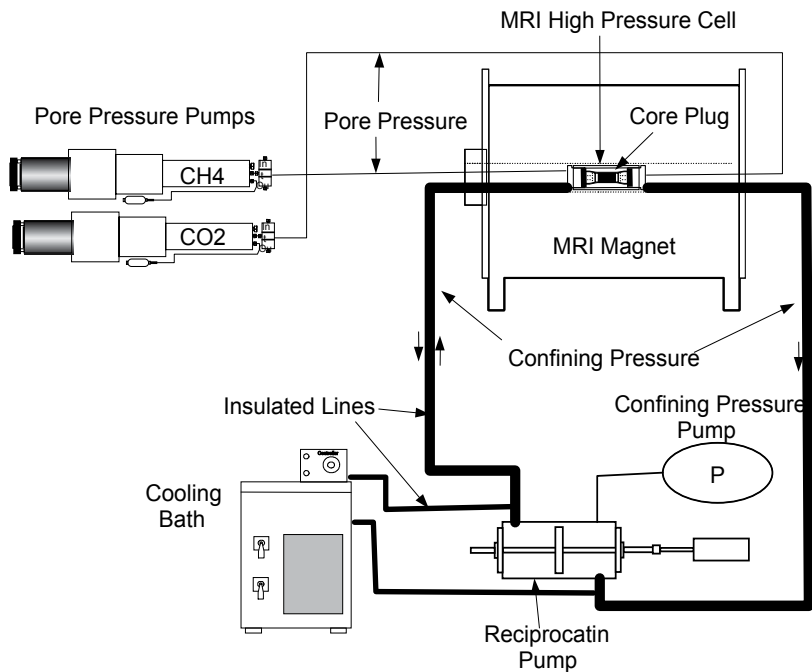 MRI High Pressure Cell
Pore Pressure Pumps
Pore Pressure
Core Plug
CH4
CO2
MRI Magnet
Confining Pressure
Insulated Lines
Confining Pressure
Pump
P
Controller
Cooling
Bath
Reciprocatin
Pump